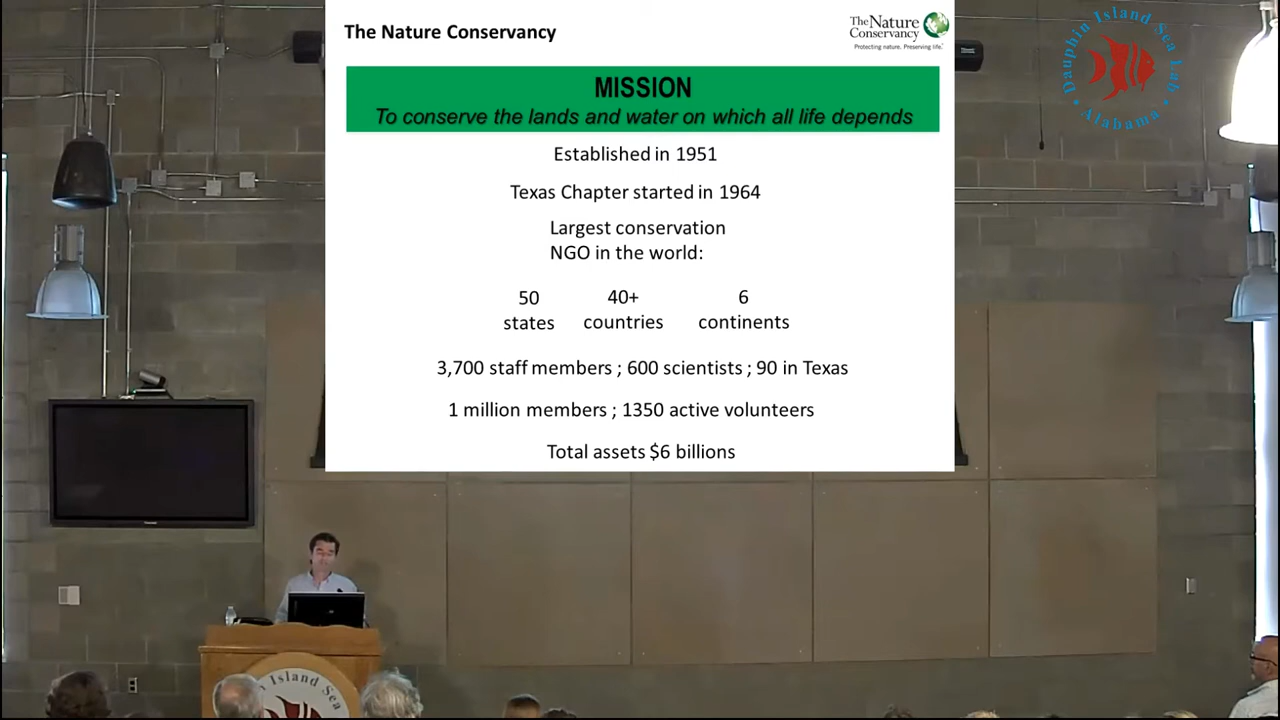 The Nature Conservancy
The Nature
Conservancy
Protecting nature. Preserving life.
MISSION
To conserve the lands and water on which all life depends
Established in 1951
Texas Chapter started in 1964
Largest conservation
NGO in the world:
50 40+ 6
states countries continents
3,700 staff members ; 600 scientists ; 90 in Texas
1 million members ; 1350 active volunteers
Total assets $6 billions
Dauphin Island Sea Lab
Alabama
Dauphin Island Sea